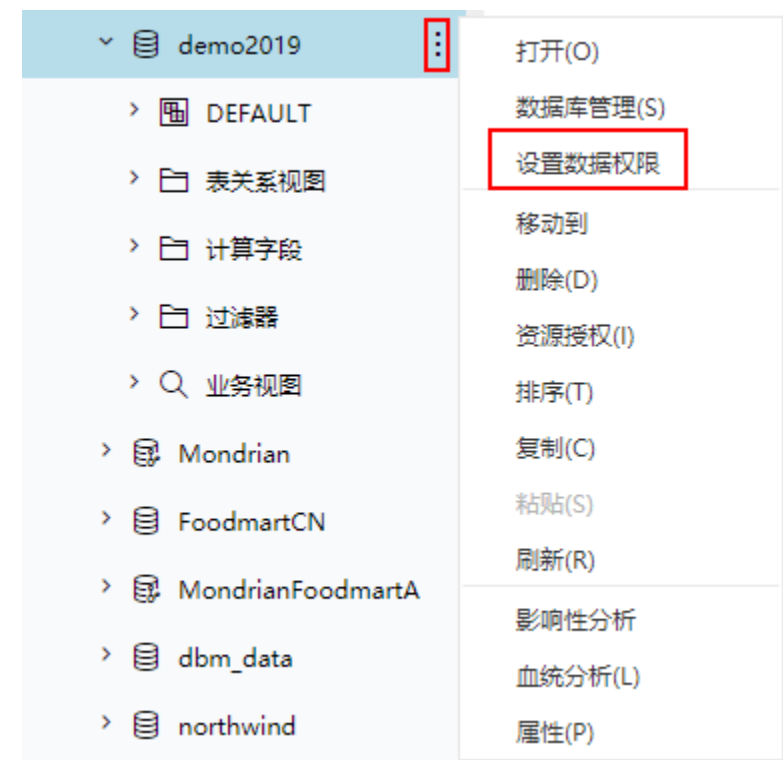 demo2019
DEFAULT
表关系视图
计算字段
过滤器
业务视图
Mondrian
FoodmartCN
MondrianFoodmartA
dbm_data
northwind
打开(O)
数据库管理(S)
设置数据权限
移动到
删除(D)
资源授权(I)
排序(T)
复制(C)
粘贴(S)
刷新(R)
影响性分析
血统分析(L)
属性(P)